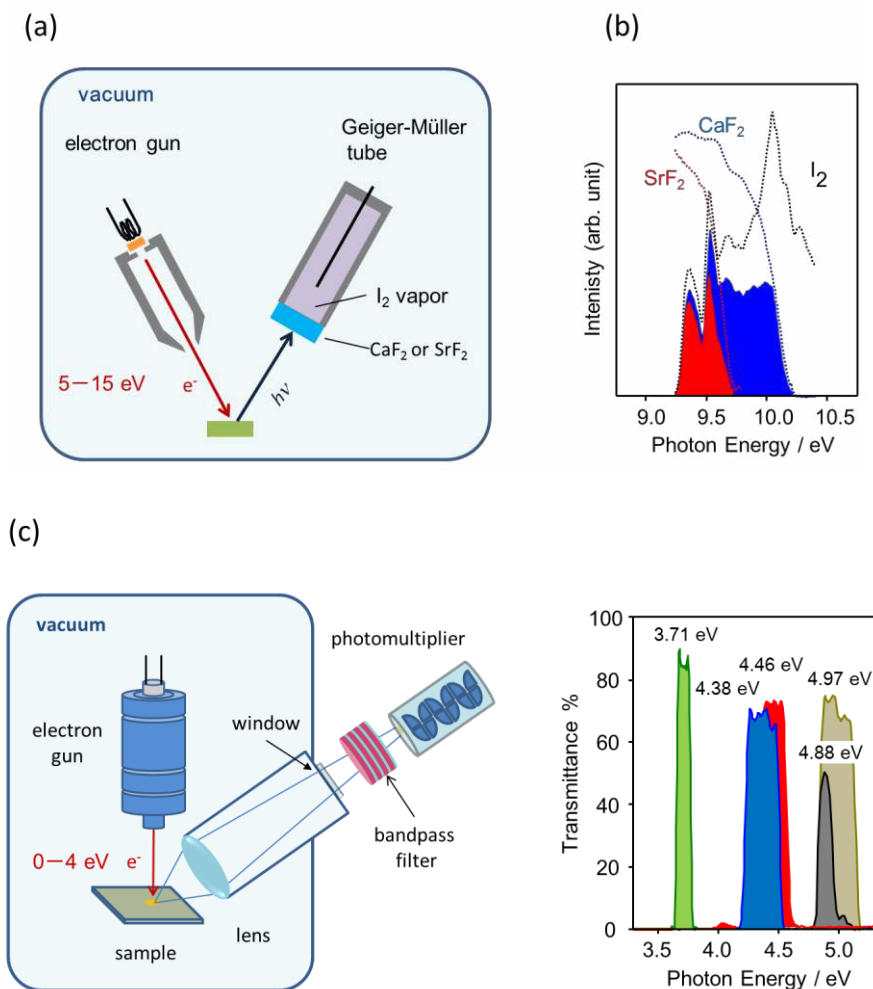 (a)
vacuum
electron gun
Geiger-Müller
tube
I2 vapor
CaF2 or SrF2
5－15 eV
e-
hν
(b)
CaF2
SrF2
I2
Intenisty (arb. unit)
9.0 9.5 10.0 10.5
Photon Energy / eV
(c)
vacuum
electron
gun
0－4 eV
e-
sample
lens
window
photomultiplier
bandpass
filter
3.71 eV
4.46 eV
4.38 eV
4.97 eV
4.88 eV
Transmittance %
100
80
60
40
20
0
3.5 4.0 4.5 5.0
Photon Energy / eV